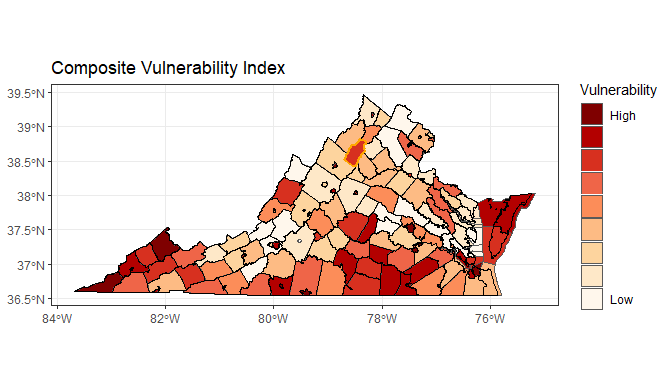 Composite Vulnerability Index
Vulnerability
High
Low
39.5°N
39°N
38.5°N
38°N
37.5°N
37°N
36.5°N
84°W
82°W
80°W
78°W
76°W